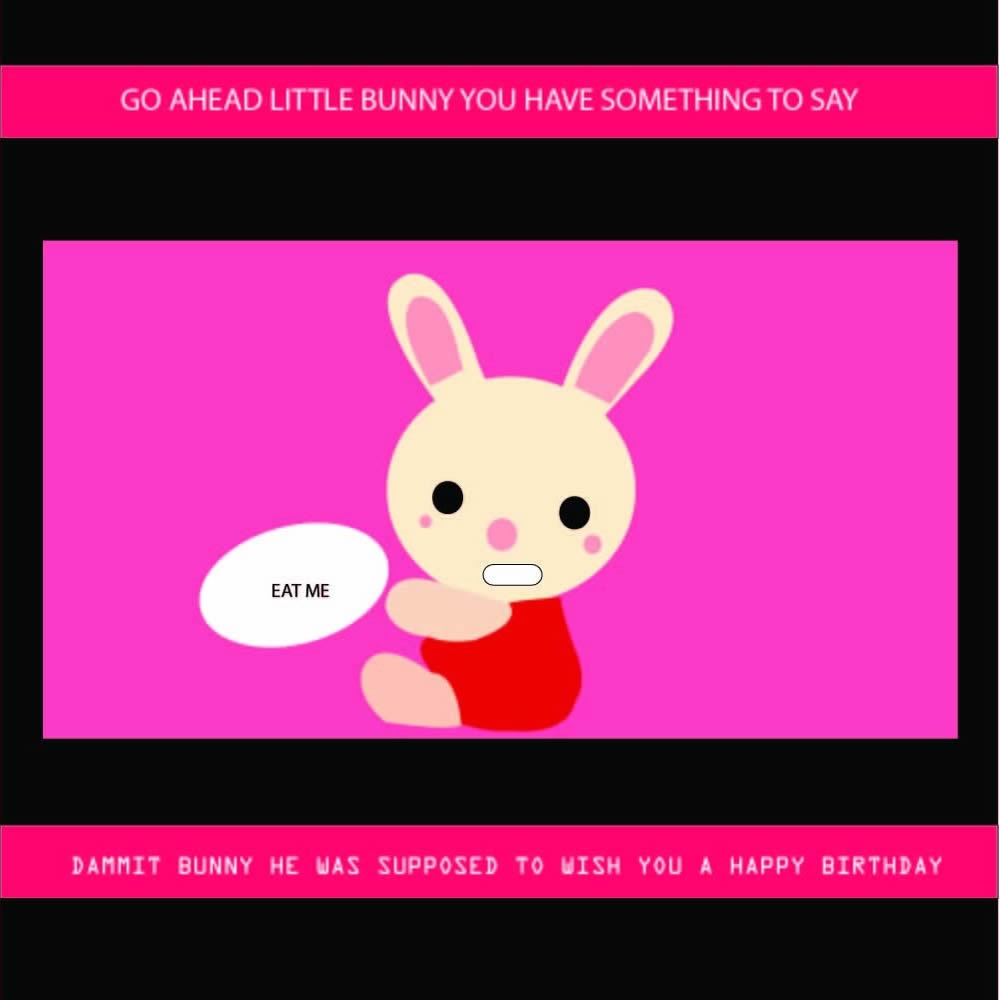 GO AHEAD LITTLE BUNNY YOU HAVE SOMETHING TO SAY
EAT ME
DAMMIT BUNNY HE WAS SUPPOSED TO WISH YOU A HAPPY BIRTHDAY